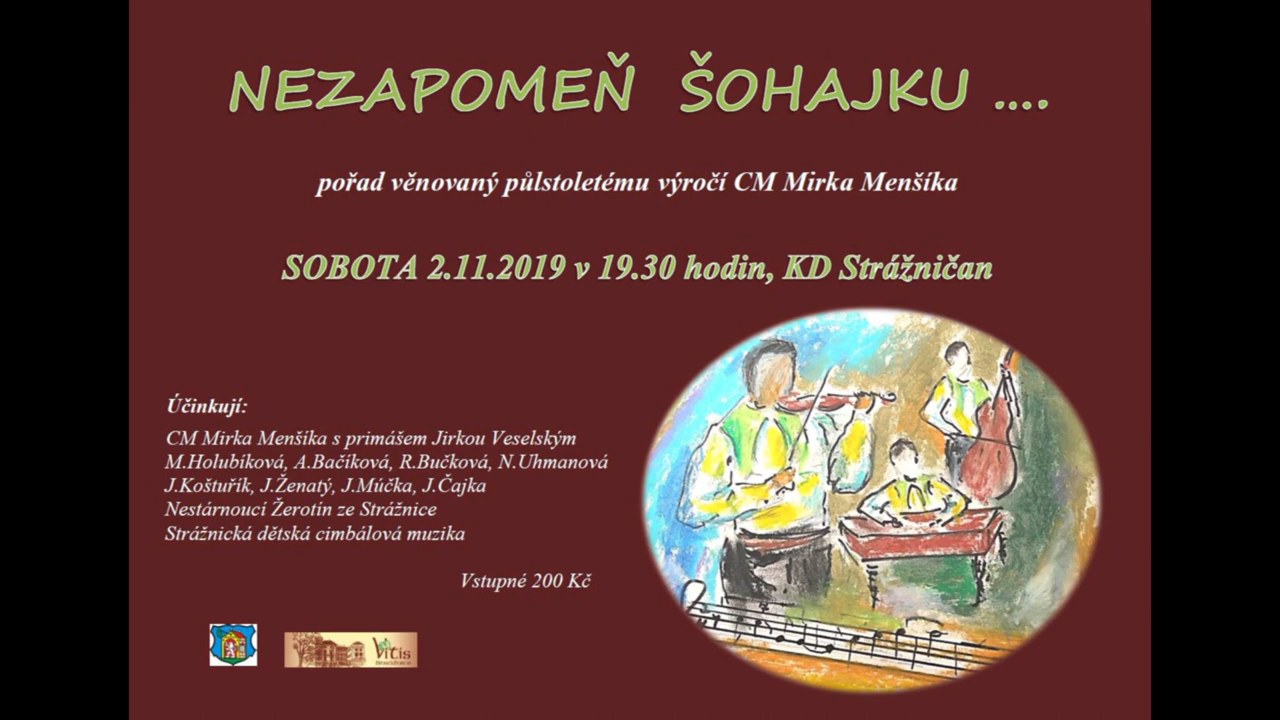 NEZAPOMEŇ ŠOHAJKU ....
pořad věnovaný půlstoletému výročí CM Mirka Menšíka
SOBOTA 2.11.2019 v 19.30 hodin, KD Strážničan
Účinkují:
CM Mirka Menšíka s primášem Jirkou Veselským
M.Holubíková, A.Bačíková, R.Bučková, N.Uhmanová
J.Košturík, J.Ženatý, J.Múčka, J.Čajka
Nestárnoucí Žerotín ze Strážnice
Strážnická dětská cimbálová muzika
Vstupné 200 Kč
Vitis